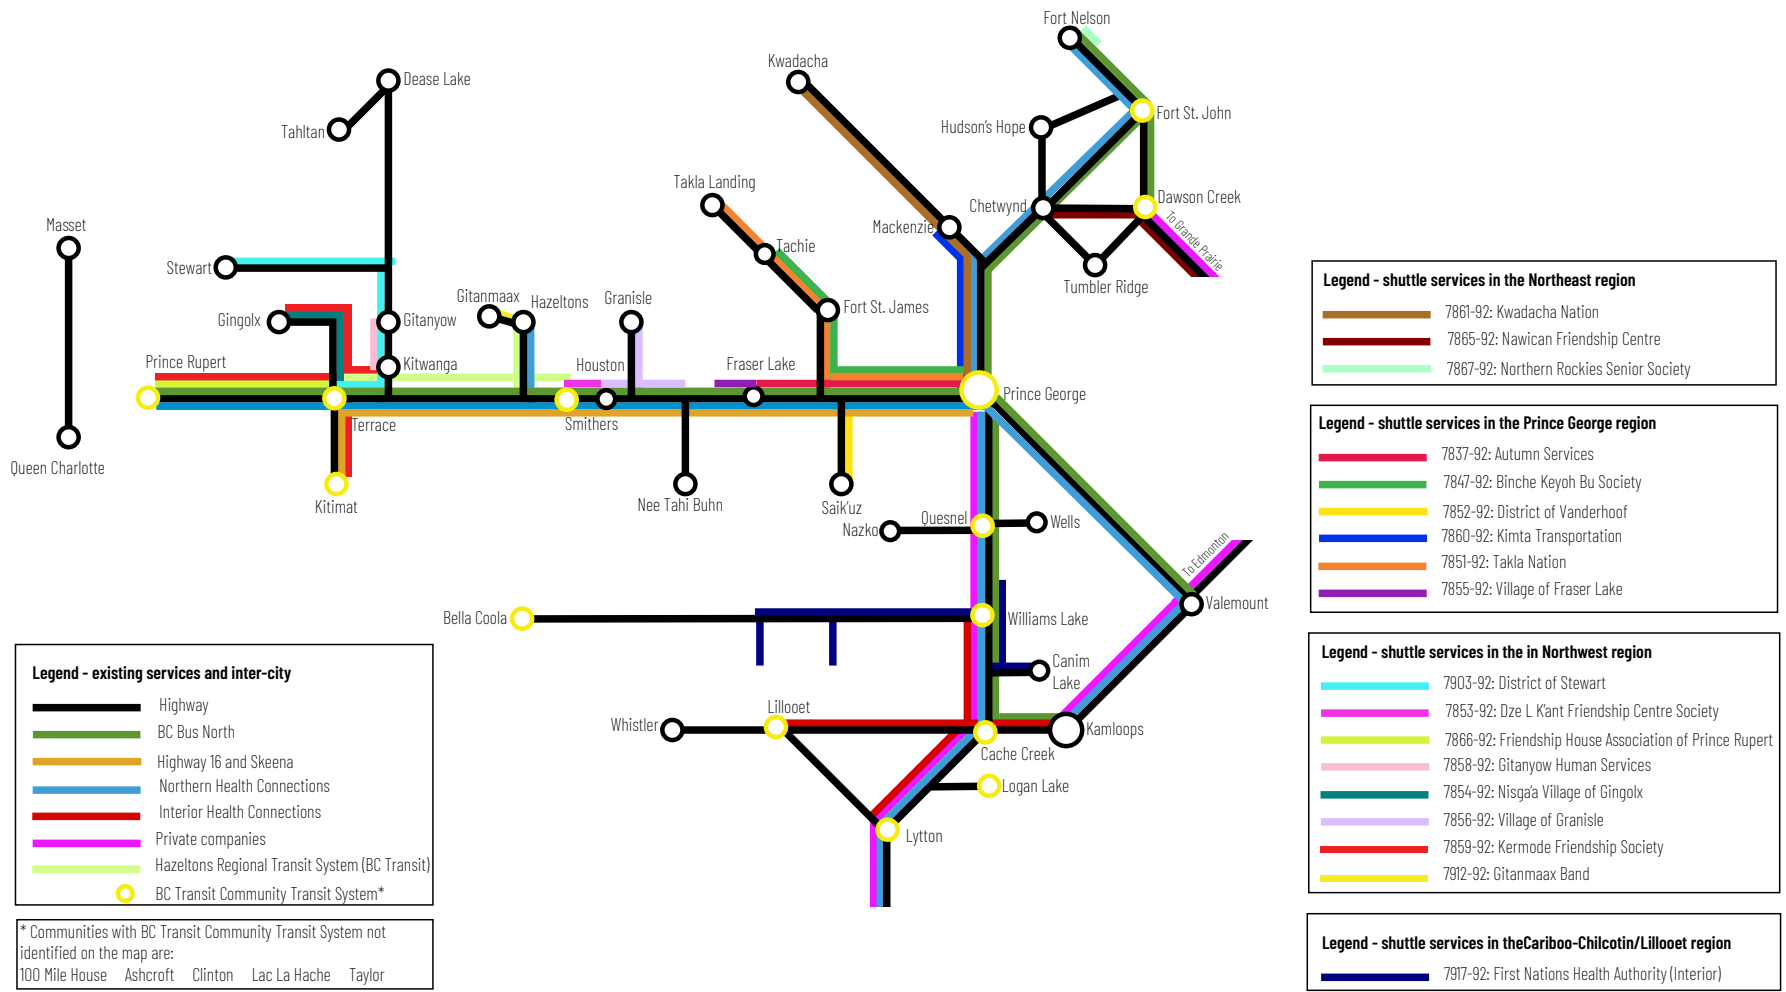 Fort Nelson
Kwadacha
Dease Lake
Tahltan
Hudson's Hope
Fort St. John
Takla Landing
Chetwynd
Dawson Creek
To Grande Prairie
Masset
Mackenzie
Tachie
Stewart
Tumbler Ridge
Gitanmaax
Hazeltons
Granisle
Fort St. James
Gingolx
Gitanyow
Prince Rupert
Kitwanga
Houston
Fraser Lake
Prince George
Terrace
Smithers
Queen Charlotte
Kitimat
Nee Tahi Buhn
Saik'uz
Nazko
Quesnel
Wells
To Edmonton
Valemount
Bella Coola
Williams Lake
Canim
Lake
Lillooet
Whistler
Kamloops
Cache Creek
Logan Lake
Lytton
Legend - existing services and inter-city
Highway
BC Bus North
Highway 16 and Skeena
Northern Health Connections
Interior Health Connections
Private companies
Hazeltons Regional Transit System (BC Transit)
BC Transit Community Transit System*
* Communities with BC Transit Community Transit System not
identified on the map are:
100 Mile House Ashcroft Clinton Lac La Hache Taylor
Legend - shuttle services in the Northeast region
7861-92: Kwadacha Nation
7865-92: Nawican Friendship Centre
7867-92: Northern Rockies Senior Society
Legend - shuttle services in the Prince George region
7837-92: Autumn Services
7847-92: Binche Keyoh Bu Society
7852-92: District of Vanderhoof
7860-92: Kimta Transportation
7851-92: Takla Nation
7855-92: Village of Fraser Lake
Legend - shuttle services in the in Northwest region
7903-92: District of Stewart
7853-92: Dze L K'ant Friendship Centre Society
7866-92: Friendship House Association of Prince Rupert
7858-92: Gitanyow Human Services
7854-92: Nisga'a Village of Gingolx
7856-92: Village of Granisle
7859-92: Kermode Friendship Society
7912-92: Gitanmaax Band
Legend - shuttle services in theCariboo-Chilcotin/Lillooet region
7917-92: First Nations Health Authority (Interior)